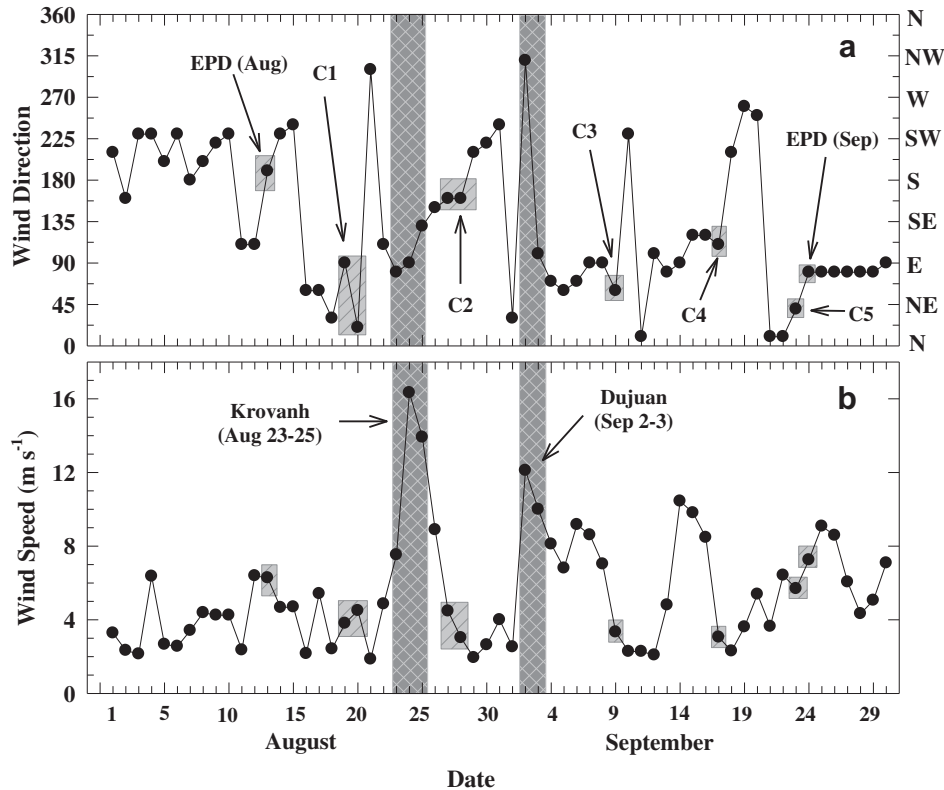 360
315
270
225
180
135
90
45
0
Wind Direction
N
NW
W
SW
S
SE
E
NE
N
a
EPD (Aug)
C1
C2
C3
C4
EPD (Sep)
C5
16
12
8
4
0
Wind Speed (m s⁻¹)
b
Krovanh
(Aug 23-25)
Dujuan
(Sep 2-3)
1 5 10 15 20 25 30 4 9 14 19 24 29
August September
Date